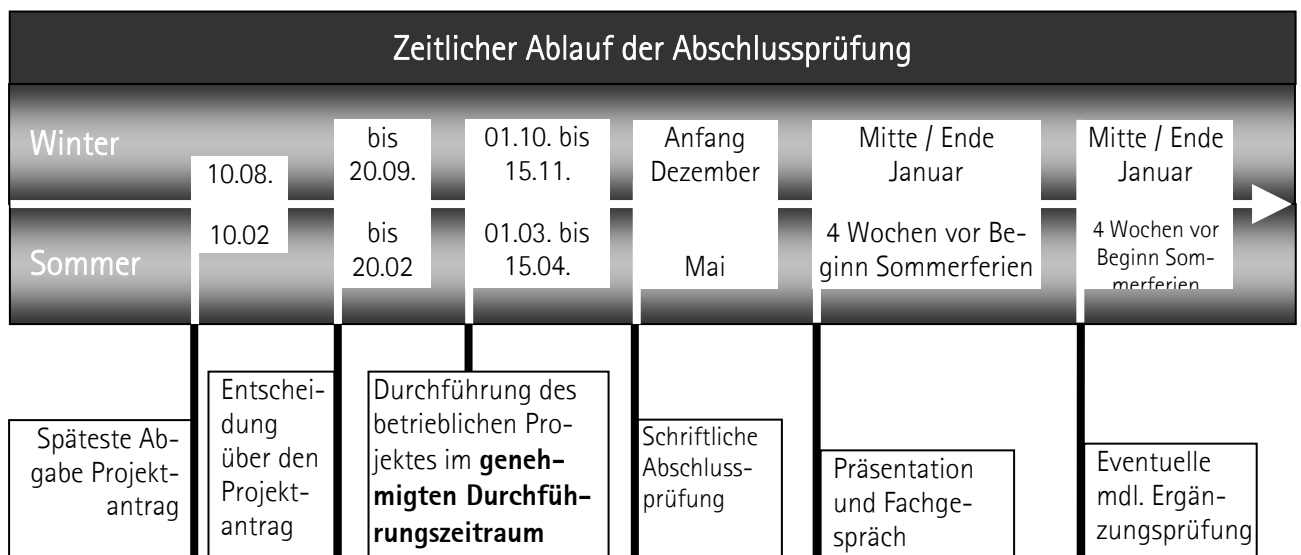 Zeitlicher Ablauf der Abschlussprüfung
Winter
10.08.
bis
20.09.
01.10. bis
15.11.
Anfang
Dezember
Mitte / Ende
Januar
Mitte / Ende
Januar
Sommer
10.02
bis
20.02
01.03. bis
15.04.
Mai
4 Wochen vor Be-
ginn Sommerferien
4 Wochen vor
Beginn Som-
merferien
Späteste Ab-
gabe Projekt-
antrag
Entschei-
dung
über den
Projekt-
antrag
Durchführung des
betrieblichen Pro-
jektes im geneh-
migten Durchfüh-
rungszeitraum
Schriftliche
Abschluss-
prüfung
Präsentation
und Fachge-
spräch
Eventuelle
mdl. Ergän-
zungsprüfung